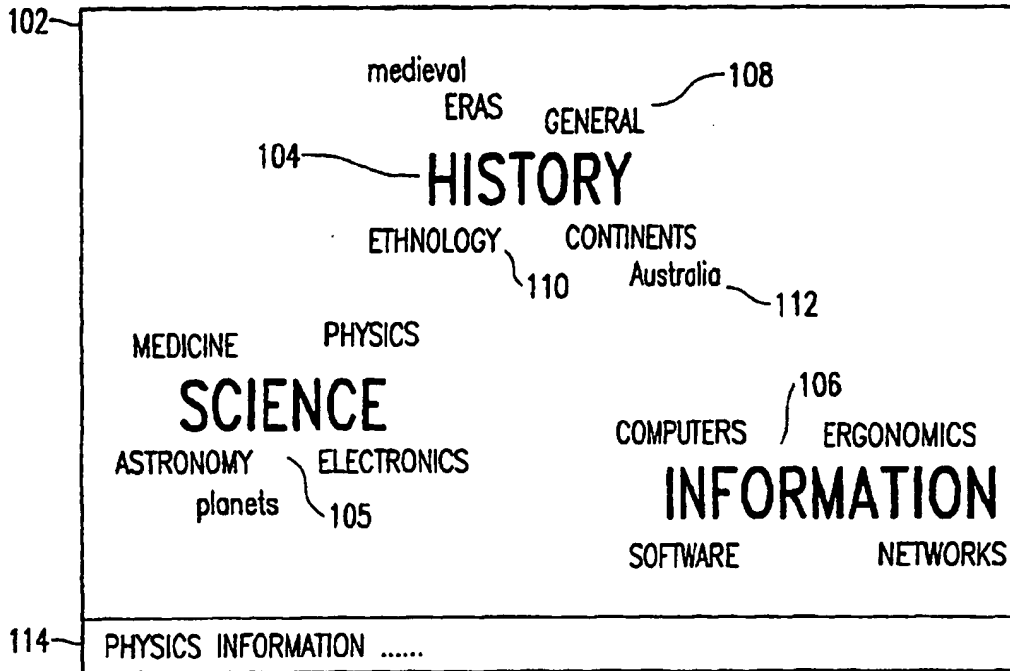 102
medieval
ERAS
GENERAL
108
104
HISTORY
ETHNOLOGY
CONTINENTS
110
Australia
112
MEDICINE
PHYSICS
SCIENCE
106
COMPUTERS
ERGONOMICS
ASTRONOMY
ELECTRONICS
INFORMATION
planets
105
SOFTWARE
NETWORKS
114
PHYSICS INFORMATION ......